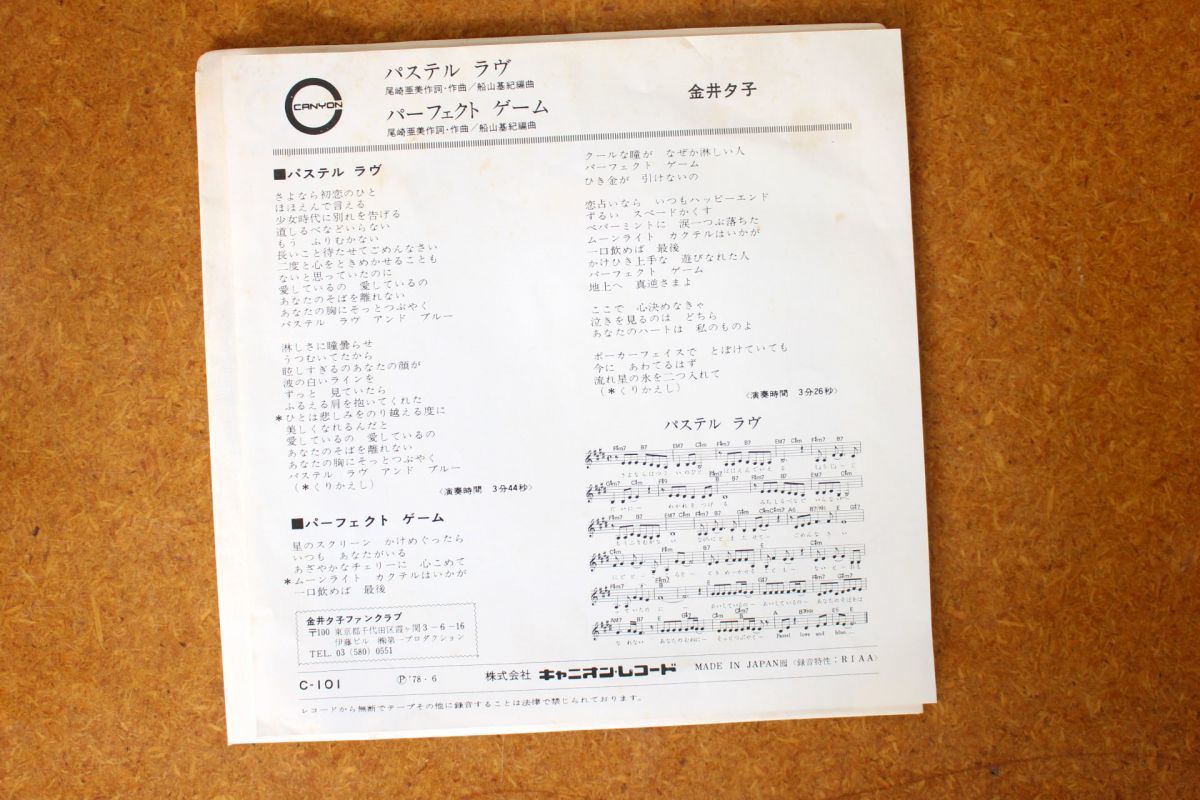 CANYON
パステル ラヴ
尾崎亜美作詞・作曲／船山基紀編曲
パーフェクト ゲーム
尾崎亜美作詞・作曲／船山基紀編曲
金井夕子
■パステル ラヴ
さよなら初恋のひと
ほほえんで言える
少女時代に別れを告げる
道しるべなどいらない
もう ふりむかない
長いこと待たせてごめんなさい
二度と心をときめかせることも
ないと思っていたのに
愛しているの 愛しているの
あなたのそばを離れない
あなたの胸にそっとつぶやく
パステル ラヴ アンド ブルー
淋しさに瞳曇らせ
うつむいてたから
眩しすぎるのあなたの顔が
波の白いラインを
ずっと 見ていたら
ふるえる肩を抱いてくれた
*ひとは悲しみをのり越える度に
美しくなれるんだと
愛しているの 愛しているの
あなたのそばを離れない
あなたの胸にそっとつぶやく
パステル ラヴ アンド ブルー
(*くりかえし)
〈演奏時間 3分44秒〉
■パーフェクト ゲーム
星のスクリーン かけめぐったら
いつも あなたがいる
あざやかなチェリーに 心こめて
*ムーンライト カクテルはいかが
一口飲めば 最後
クールな瞳が なぜか淋しい人
パーフェクト ゲーム
ひき金が 引けないの
恋占いなら いつもハッピーエンド
ずるい スペードかくす
ペパーミントに 涙一つぶ落ちた
ムーンライト カクテルはいかが
一口飲めば 最後
かけひき上手な 遊びなれた人
パーフェクト ゲーム
地上へ 真逆さまよ
ここで 心決めなきゃ
泣きを見るのは どちら
あなたのハートは 私のものよ
ポーカーフェイスで とぼけていても
今に あわてるはず
流れ星の氷を二つ入れて
(*くりかえし)
〈演奏時間 3分26秒〉
パステル ラヴ
金井夕子ファンクラブ
〒100 東京都千代田区霞ヶ関3-6-16
伊藤ビル ㈱第一プロダクション
TEL. 03 (580) 0551
C-101
Ⓟ'78・6
株式会社 キャニオン・レコード
MADE IN JAPAN
〈録音特性；RIAA〉
レコードから無断でテープその他に録音することは法律で禁じられております。